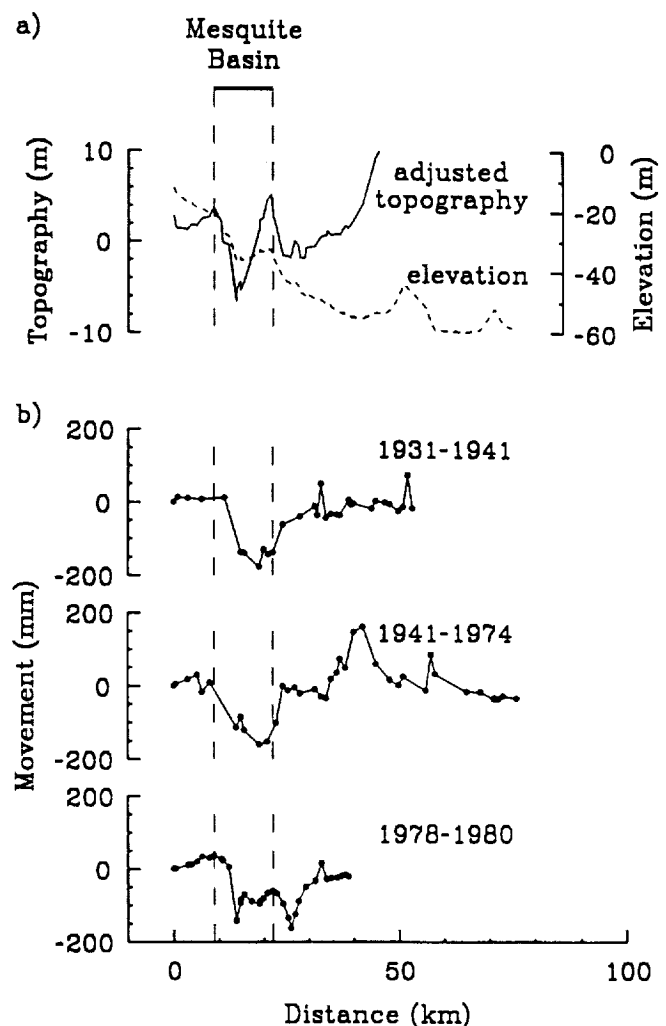 a)
Mesquite
Basin
Topography (m)
10
0
-10
adjusted
topography
elevation
0
-20
-40
-60
Elevation (m)
b)
Movement (mm)
200
0
-200
1931-1941
200
0
-200
1941-1974
200
0
-200
1978-1980
0
50
100
Distance (km)